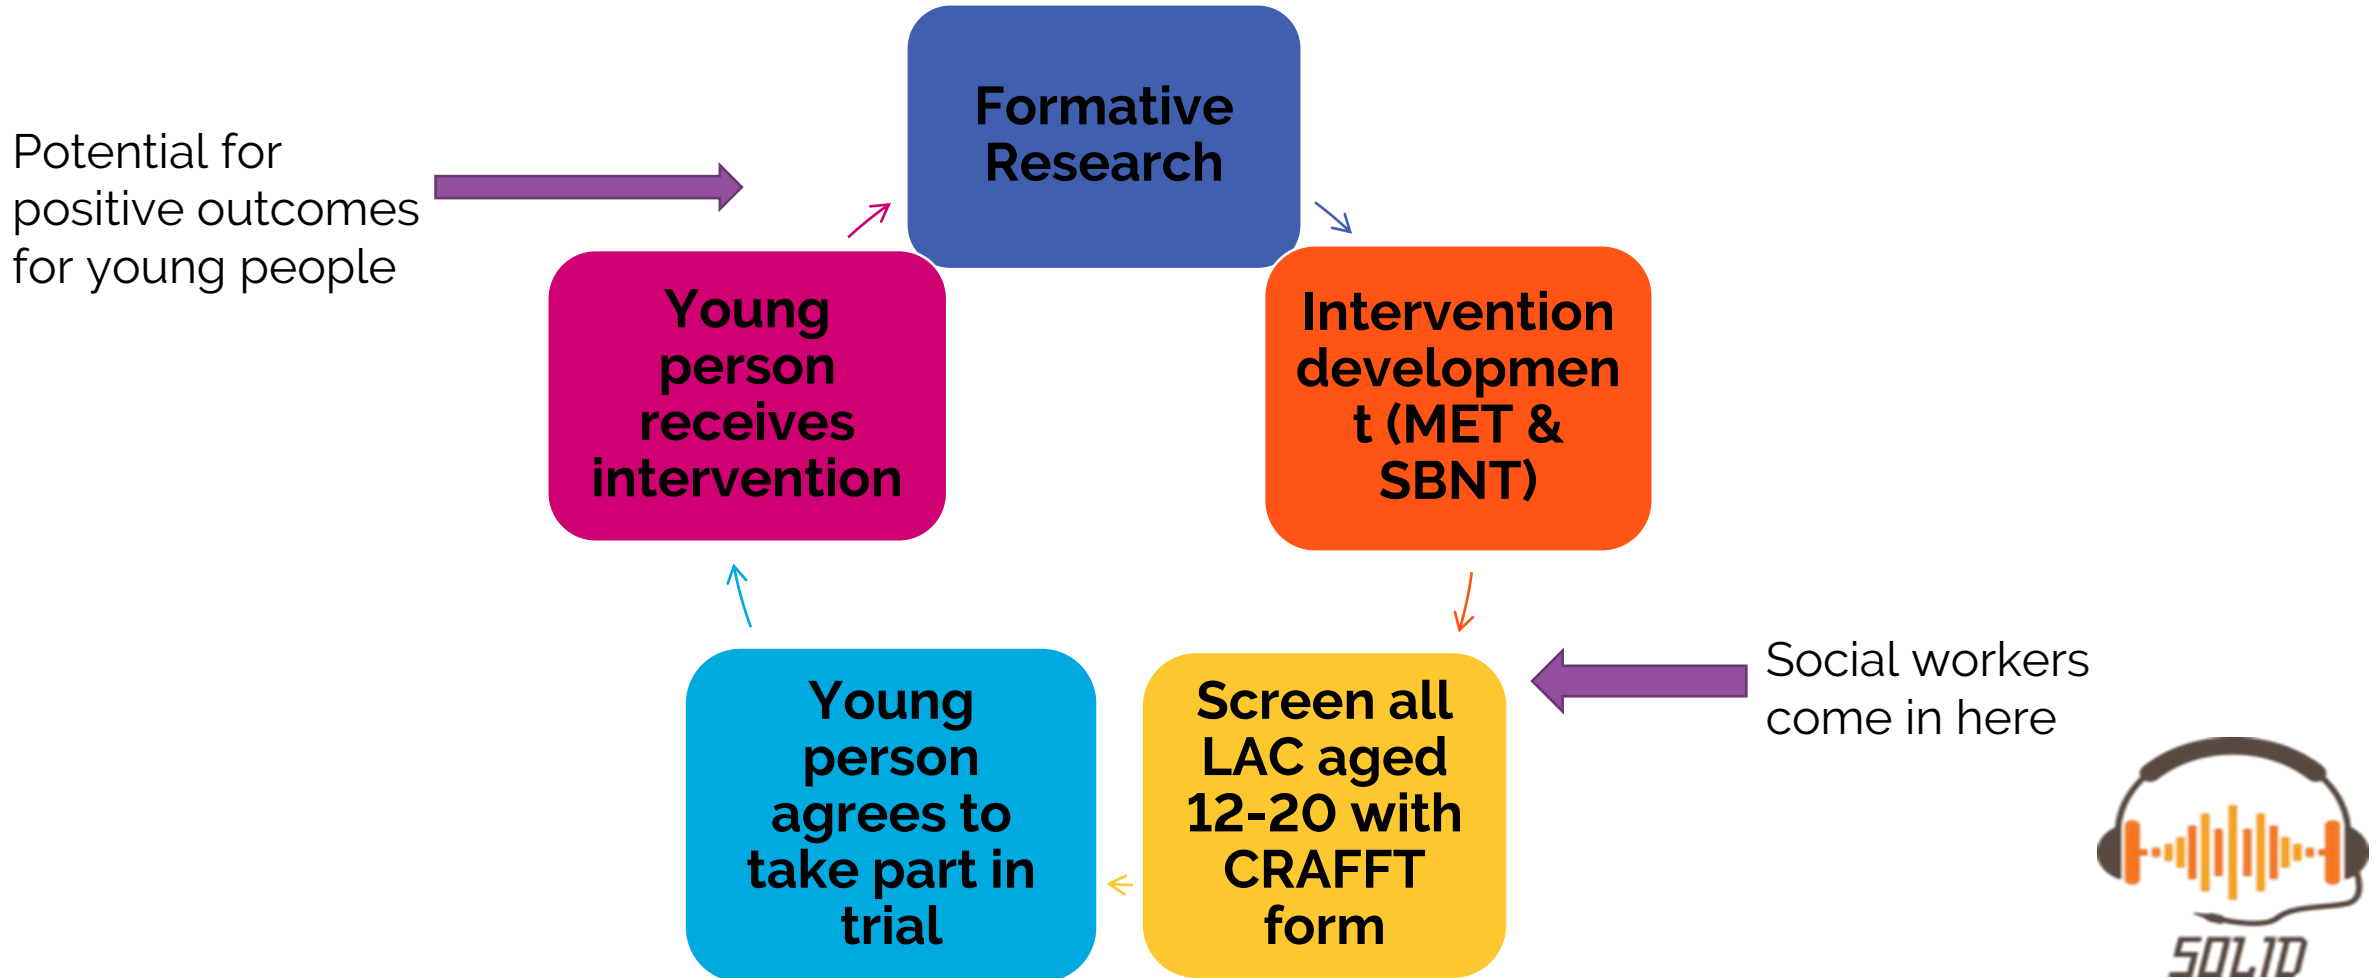 Formative
Research
Potential for
positive outcomes
for young people
Young
person
receives
intervention
Intervention
developmen
t (MET &
SBNT)
Young
person
agrees to
take part in
trial
Screen all
LAC aged
12-20 with
CRAFFT
form
Social workers
come in here
SOLID